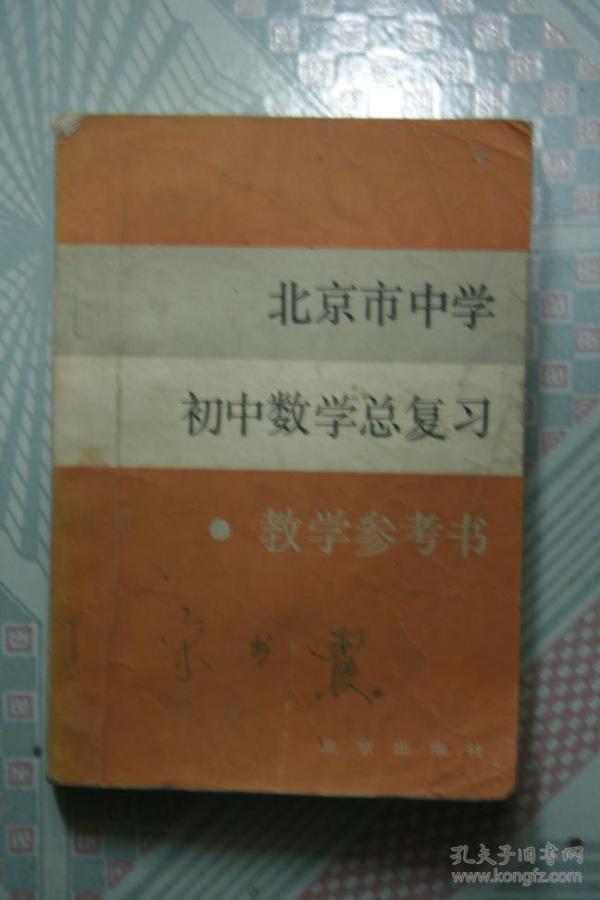 北京市中学
初中数学总复习
• 教学参考书
北京出版社
孔夫子旧书网
www.kongfz.com